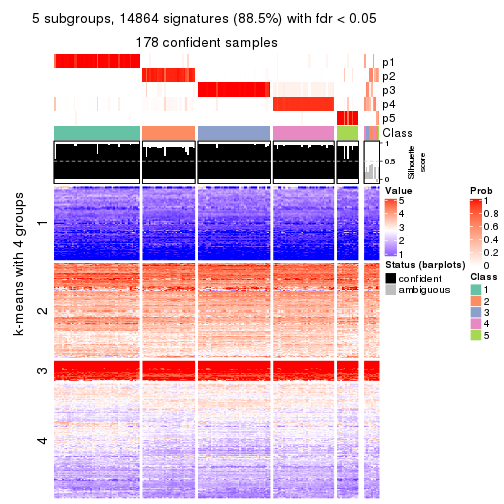 5 subgroups, 14864 signatures (88.5%) with fdr < 0.05
178 confident samples
p1
p2
p3
p4
p5
Class
1
0.5
0
Silhouette
score
k-means with 4 groups
1
2
3
4
Value
5
4
3
2
1
Status (barplots)
confident
ambiguous
Prob
1
0.8
0.6
0.4
0.2
0
Class
1
2
3
4
5